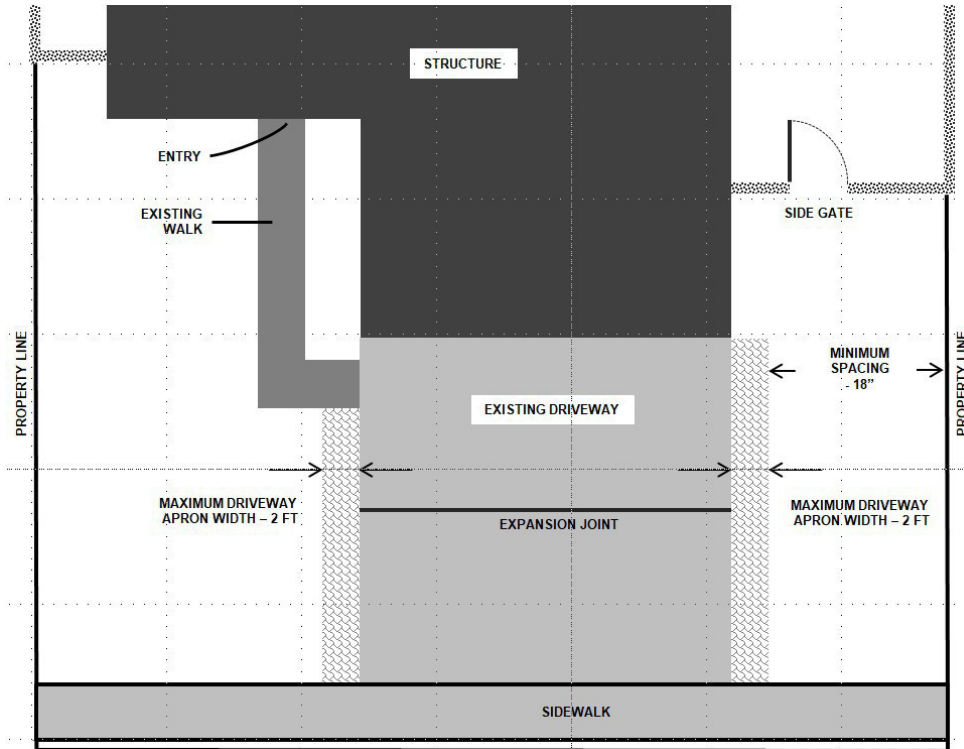 STRUCTURE
ENTRY
EXISTING
WALK
SIDE GATE
PROPERTY LINE
MINIMUM
SPACING
- 18”
PROPERTY LINE
EXISTING DRIVEWAY
MAXIMUM DRIVEWAY
APRON WIDTH – 2 FT
EXPANSION JOINT
MAXIMUM DRIVEWAY
APRON WIDTH – 2 FT
SIDEWALK